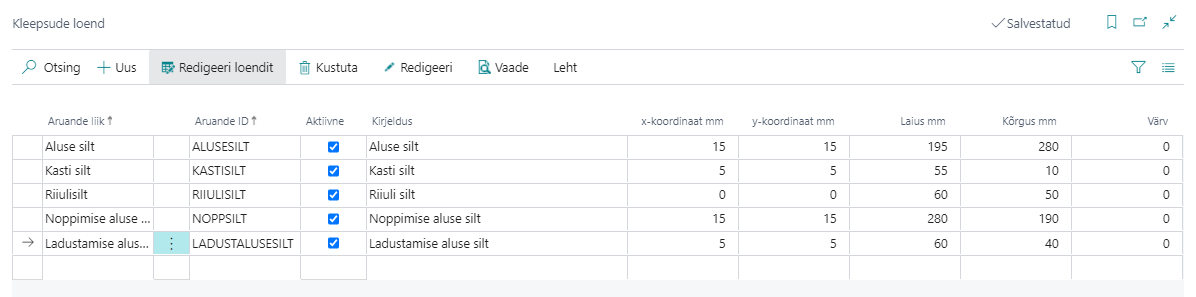 Kleepsude loend
Salvestatud
Otsing Uus Redigeeri loendit Kustuta Redigeeri Vaade Leht
Aruande liik ↑ Aruande ID ↑ Aktiivne Kirjeldus x-koordinaat mm y-koordinaat mm Laius mm Kõrgus mm Värv
Aluse silt ALUSESILT Aluse silt 15 15 195 280 0
Kasti silt KASTISILT Kasti silt 5 5 55 10 0
Riiulisilt RIIULISILT Riiuli silt 0 0 60 50 0
Noppimise aluse ... NOPPSILT Noppimise aluse silt 15 15 280 190 0
Ladustamise alus... LADUSTALUSESILT Ladustamise aluse silt 5 5 60 40 0